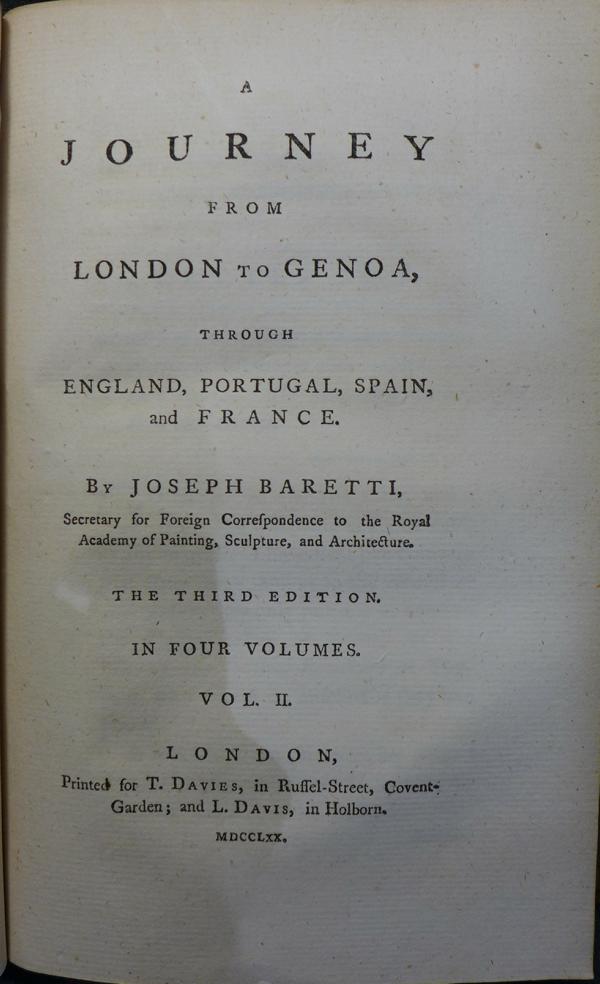 A
JOURNEY
FROM
LONDON TO GENOA,
THROUGH
ENGLAND, PORTUGAL, SPAIN,
and FRANCE.
By JOSEPH BARETTI,
Secretary for Foreign Correſpondence to the Royal
Academy of Painting, Sculpture, and Architecture.
THE THIRD EDITION.
IN FOUR VOLUMES.
VOL. II.
LONDON,
Printed for T. DAVIES, in Ruſſel-Street, Covent-
Garden; and L. DAVIS, in Holborn.
MDCCLXX.